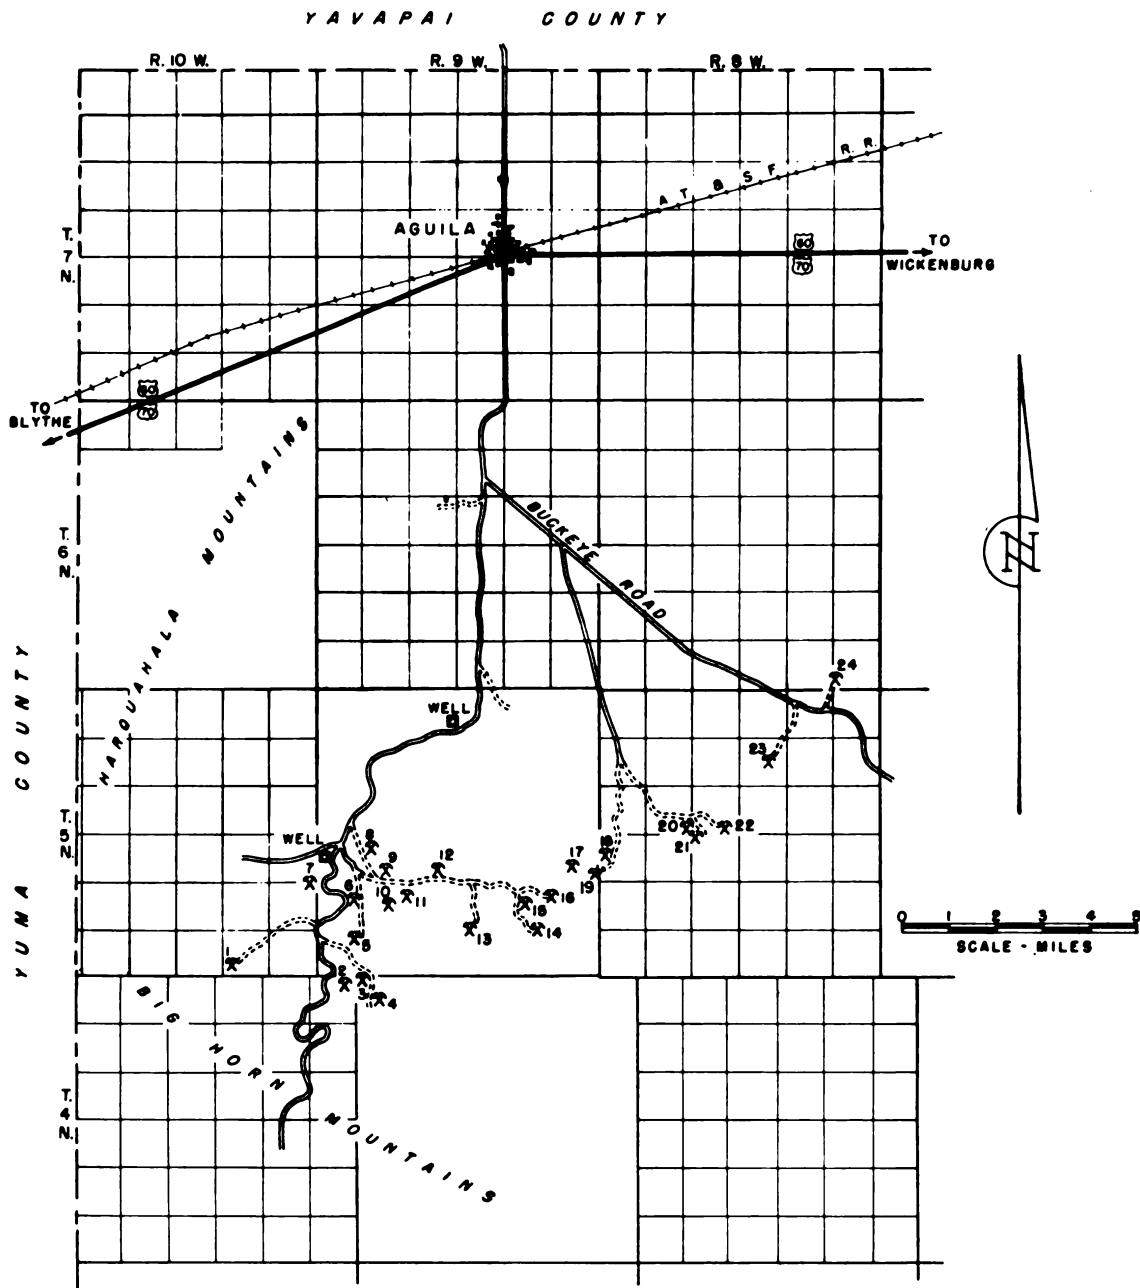 YAVAPAI COUNTY
R. 10 W. R. 9 W. R. 8 W.
A T & S F R. R.
AGUILA
T. 7 N.
60
70
TO WICKENBURG
60
70
TO BLYTHE
HARQUAHALA MOUNTAINS
T. 6 N.
BUCKEYE ROAD
N
YUMA COUNTY
24
WELL
23
T. 5 N.
WELL
8
20
22
21
18
9
12
17
19
7
6
10
11
15
16
13
14
5
1
2
3
4
0 1 2 3 4 5
SCALE - MILES
BIG HORN MOUNTAINS
T. 4 N.